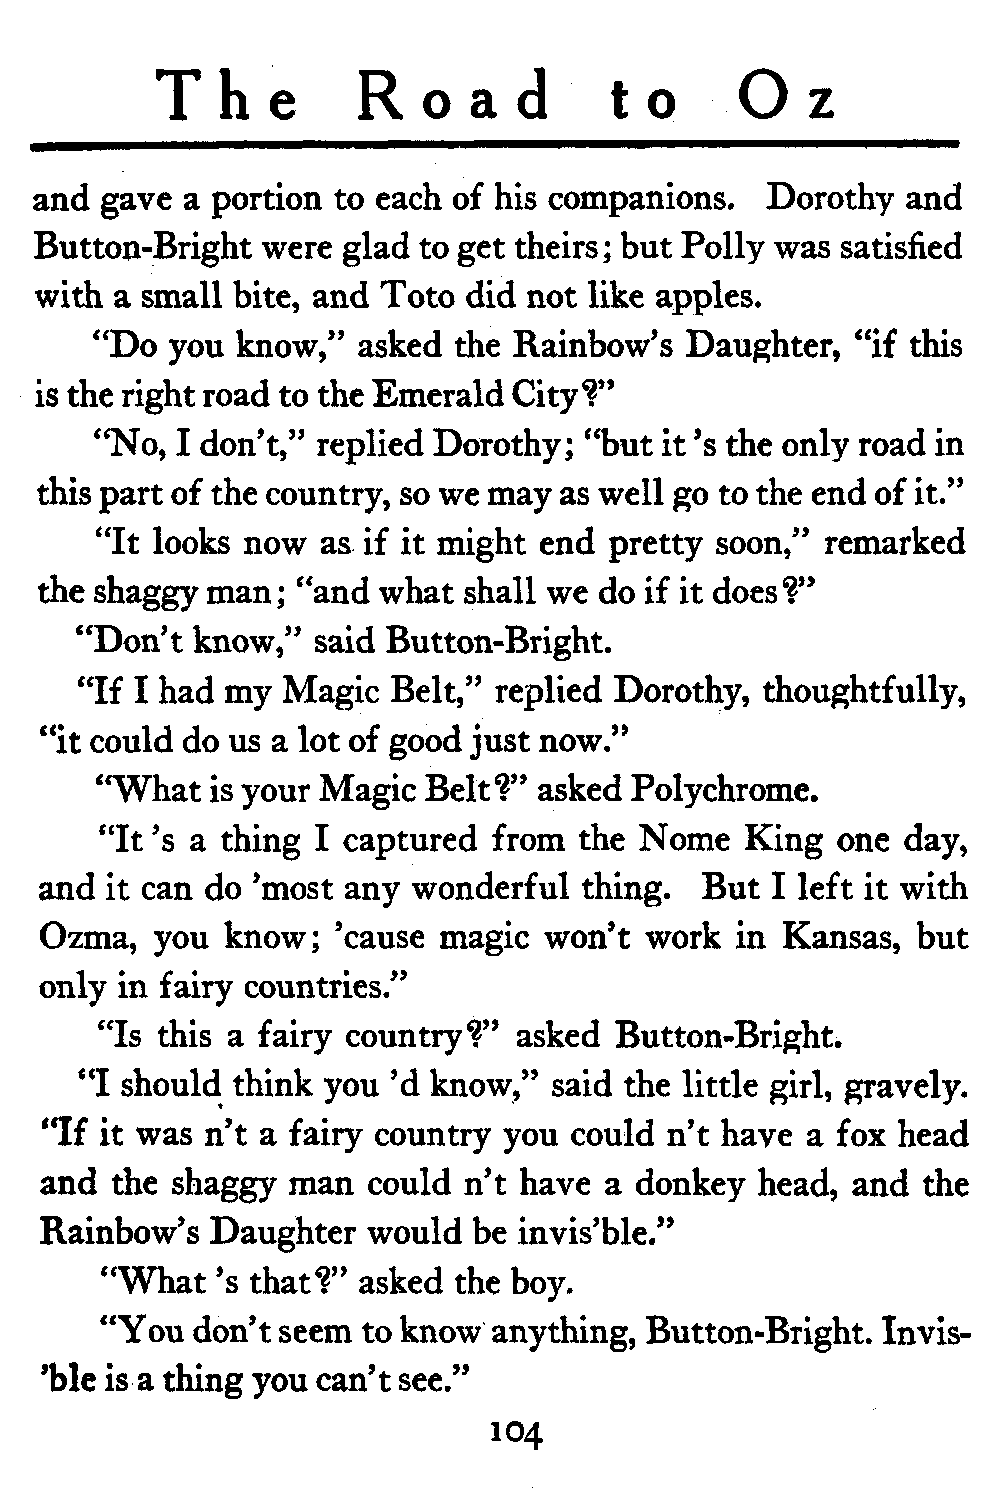 The Road to Oz
and gave a portion to each of his companions. Dorothy and
Button-Bright were glad to get theirs; but Polly was satisfied
with a small bite, and Toto did not like apples.
“Do you know,” asked the Rainbow’s Daughter, “if this
is the right road to the Emerald City?”
“No, I don’t,” replied Dorothy; “but it ’s the only road in
this part of the country, so we may as well go to the end of it.”
“It looks now as if it might end pretty soon,” remarked
the shaggy man; “and what shall we do if it does?”
“Don’t know,” said Button-Bright.
“If I had my Magic Belt,” replied Dorothy, thoughtfully,
“it could do us a lot of good just now.”
“What is your Magic Belt?” asked Polychrome.
“It ’s a thing I captured from the Nome King one day,
and it can do ’most any wonderful thing. But I left it with
Ozma, you know; ’cause magic won’t work in Kansas, but
only in fairy countries.”
“Is this a fairy country?” asked Button-Bright.
“I should think you ’d know,” said the little girl, gravely.
“If it was n’t a fairy country you could n’t have a fox head
and the shaggy man could n’t have a donkey head, and the
Rainbow’s Daughter would be invis’ble.”
“What ’s that?” asked the boy.
“You don’t seem to know anything, Button-Bright. Invis-
’ble is a thing you can’t see.”
104